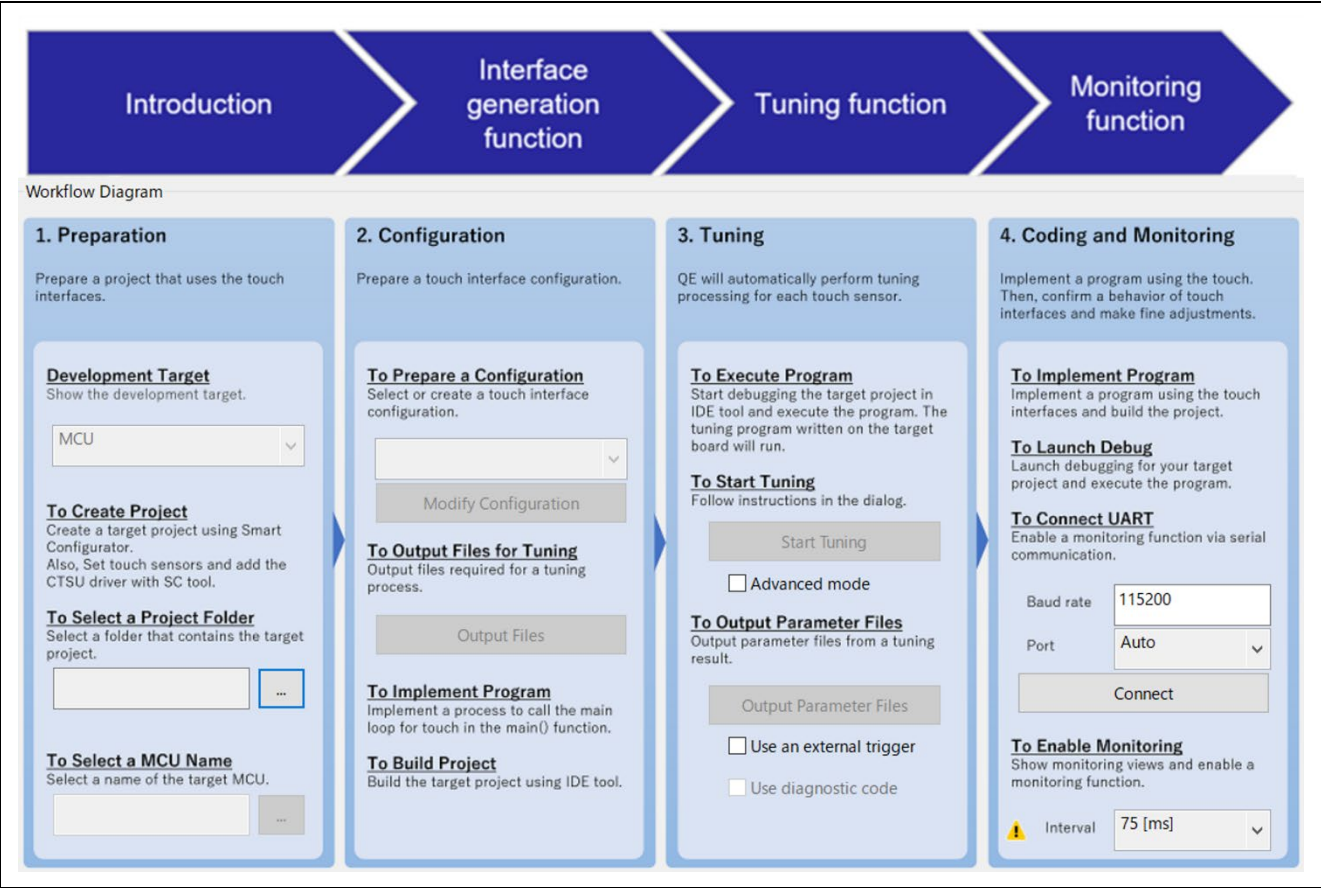 Introduction
Interface
generation
function
Tuning function
Monitoring
function
Workflow Diagram
1. Preparation
Prepare a project that uses the touch
interfaces.
Development Target
Show the development target.
MCU
To Create Project
Create a target project using Smart
Configurator.
Also, Set touch sensors and add the
CTSU driver with SC tool.
To Select a Project Folder
Select a folder that contains the target
project.
...
To Select a MCU Name
Select a name of the target MCU.
...
2. Configuration
Prepare a touch interface configuration.
To Prepare a Configuration
Select or create a touch interface
configuration.
Modify Configuration
To Output Files for Tuning
Output files required for a tuning
process.
Output Files
To Implement Program
Implement a process to call the main
loop for touch in the main() function.
To Build Project
Build the target project using IDE tool.
3. Tuning
QE will automatically perform tuning
processing for each touch sensor.
To Execute Program
Start debugging the target project in
IDE tool and execute the program. The
tuning program written on the target
board will run.
To Start Tuning
Follow instructions in the dialog.
Start Tuning
Advanced mode
To Output Parameter Files
Output parameter files from a tuning
result.
Output Parameter Files
Use an external trigger
Use diagnostic code
4. Coding and Monitoring
Implement a program using the touch.
Then, confirm a behavior of touch
interfaces and make fine adjustments.
To Implement Program
Implement a program using the touch
interfaces and build the project.
To Launch Debug
Launch debugging for your target
project and execute the program.
To Connect UART
Enable a monitoring function via serial
communication.
Baud rate 115200
Port Auto
Connect
To Enable Monitoring
Show monitoring views and enable a
monitoring function.
Interval 75 [ms]